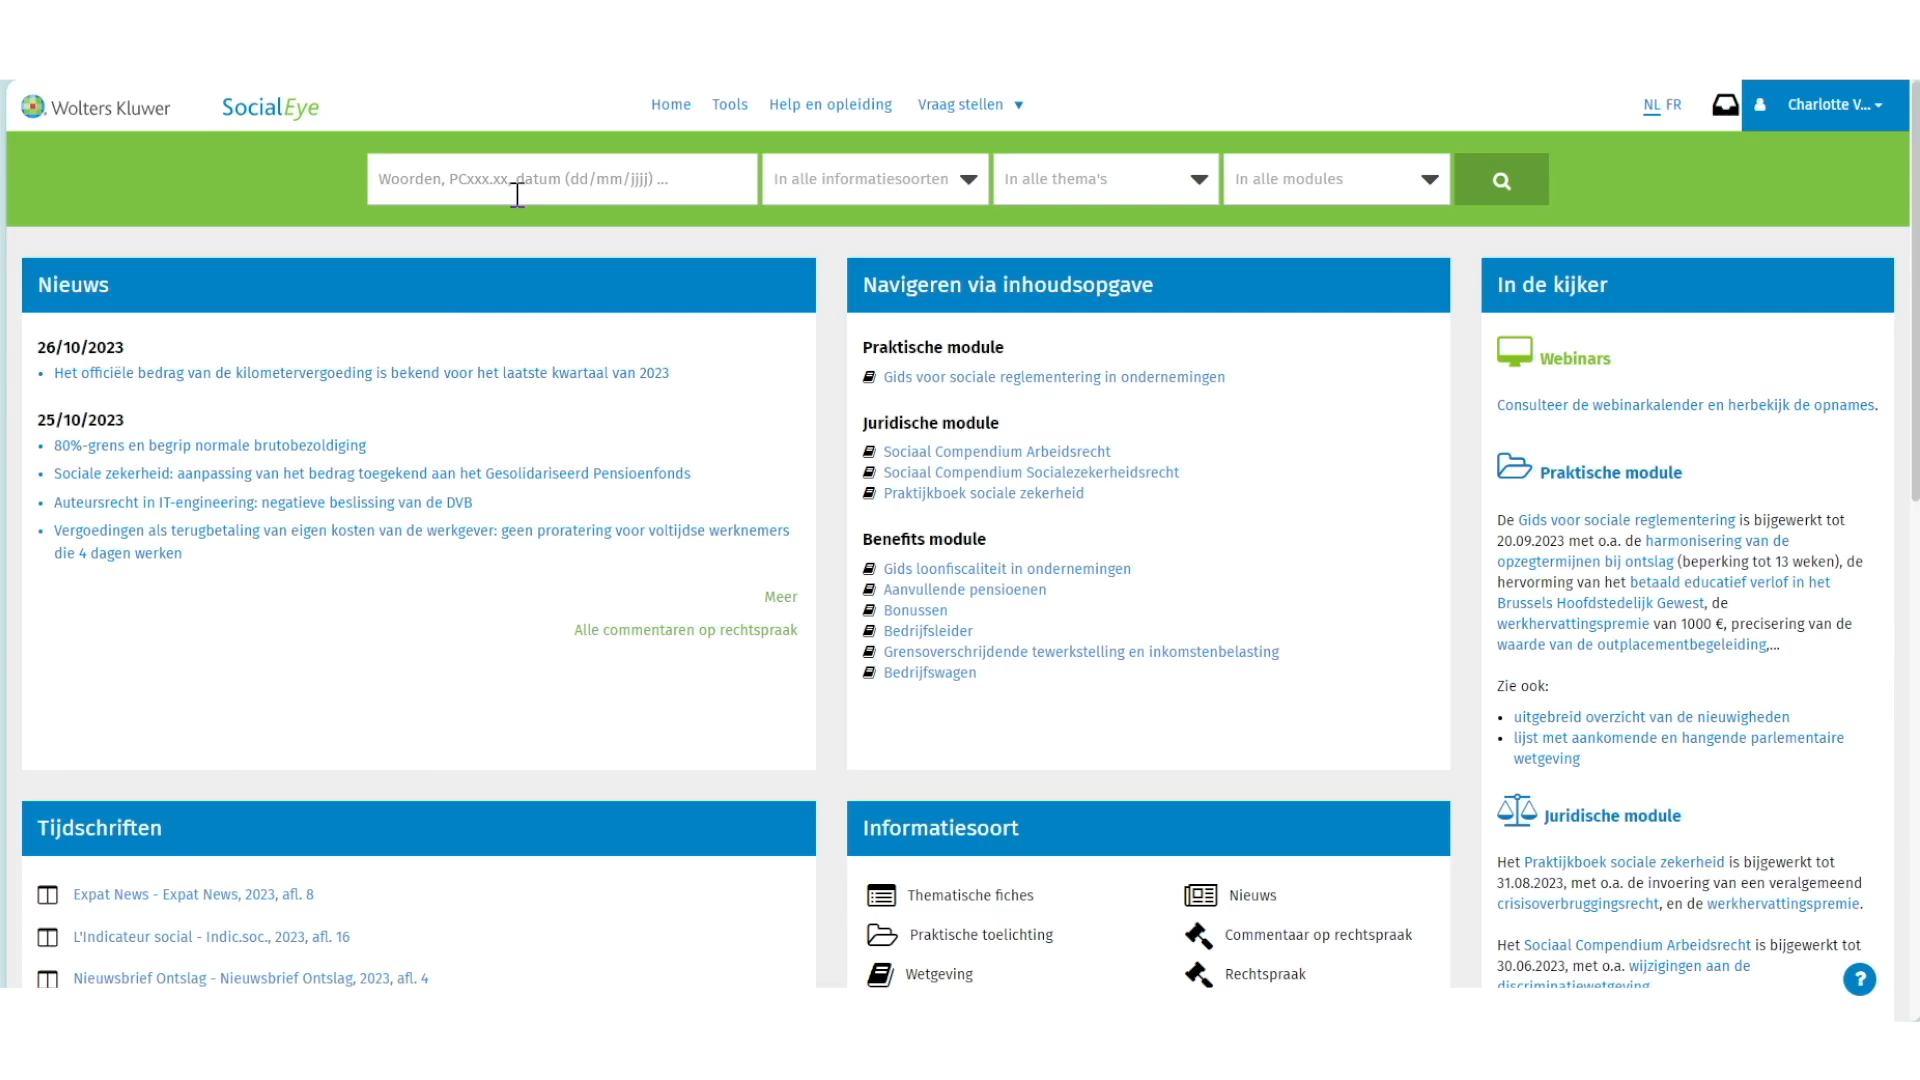 Wolters Kluwer
SocialEye
Home
Tools
Help en opleiding
Vraag stellen
NL FR
Charlotte V...
Woorden, PCxxx.xx, datum (dd/mm/jjjj) ...
In alle informatiesoorten
In alle thema's
In alle modules
Nieuws
26/10/2023
Het officiële bedrag van de kilometervergoeding is bekend voor het laatste kwartaal van 2023
25/10/2023
80%-grens en begrip normale brutobezoldiging
Sociale zekerheid: aanpassing van het bedrag toegekend aan het Gesolidariseerd Pensioenfonds
Auteursrecht in IT-engineering: negatieve beslissing van de DVB
Vergoedingen als terugbetaling van eigen kosten van de werkgever: geen proratering voor voltijdse werknemers
die 4 dagen werken
Meer
Alle commentaren op rechtspraak
Navigeren via inhoudsopgave
Praktische module
Gids voor sociale reglementering in ondernemingen
Juridische module
Sociaal Compendium Arbeidsrecht
Sociaal Compendium Socialezekerheidsrecht
Praktijkboek sociale zekerheid
Benefits module
Gids loonfiscaliteit in ondernemingen
Aanvullende pensioenen
Bonussen
Bedrijfsleider
Grensoverschrijdende tewerkstelling en inkomstenbelasting
Bedrijfswagen
In de kijker
Webinars
Consulteer de webinarkalender en herbekijk de opnames.
Praktische module
De Gids voor sociale reglementering is bijgewerkt tot
20.09.2023 met o.a. de harmonisering van de
opzegtermijnen bij ontslag (beperking tot 13 weken), de
hervorming van het betaald educatief verlof in het
Brussels Hoofdstedelijk Gewest, de
werkhervattingspremie van 1000 €, precisering van de
waarde van de outplacementbegeleiding,...
Zie ook:
uitgebreid overzicht van de nieuwigheden
lijst met aankomende en hangende parlementaire
wetgeving
Juridische module
Het Praktijkboek sociale zekerheid is bijgewerkt tot
31.08.2023, met o.a. de invoering van een veralgemeend
crisisoverbruggingsrecht, en de werkhervattingspremie.
Het Sociaal Compendium Arbeidsrecht is bijgewerkt tot
30.06.2023, met o.a. wijzigingen aan de
discriminatiewetgeving
?
Tijdschriften
Expat News - Expat News, 2023, afl. 8
L'Indicateur social - Indic.soc., 2023, afl. 16
Nieuwsbrief Ontslag - Nieuwsbrief Ontslag, 2023, afl. 4
Informatiesoort
Thematische fiches
Nieuws
Praktische toelichting
Commentaar op rechtspraak
Wetgeving
Rechtspraak